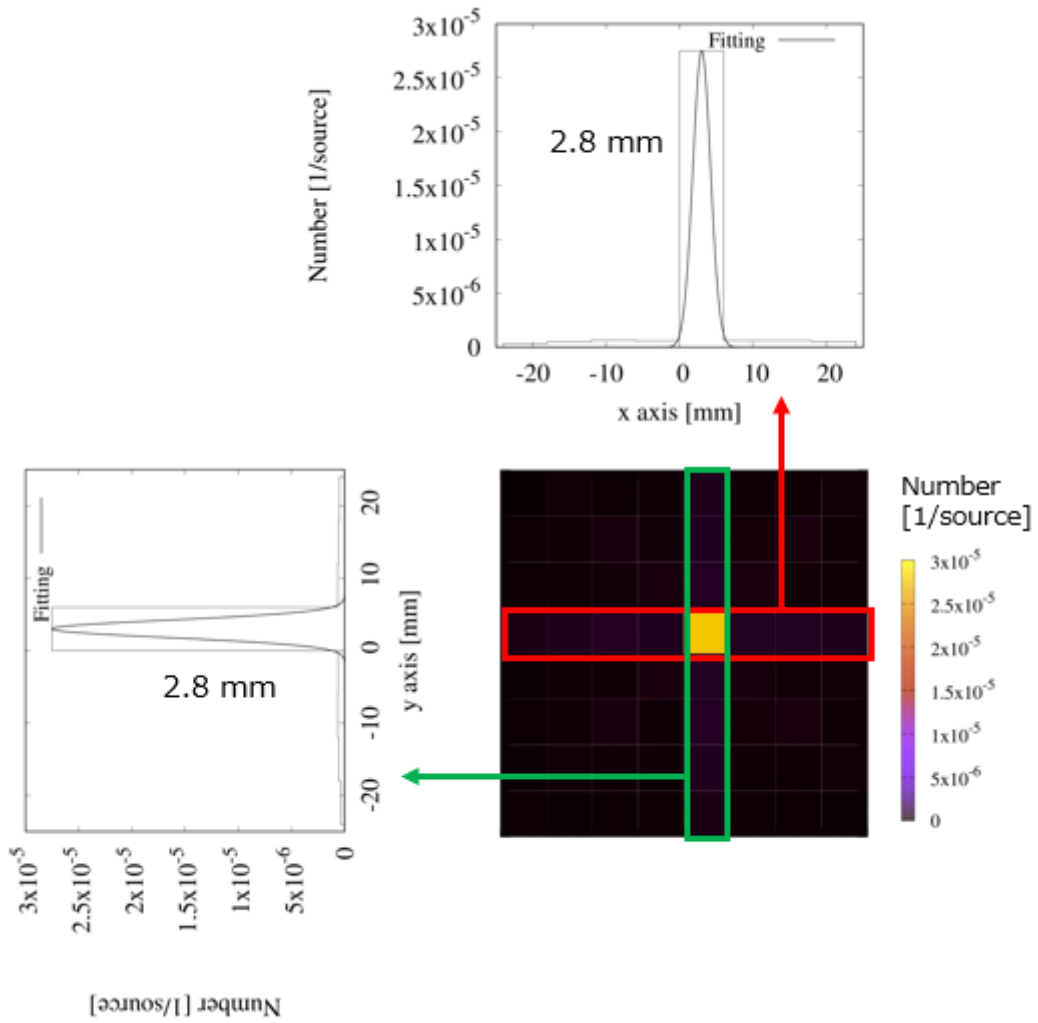 3x10⁻⁵
2.5x10⁻⁵
2x10⁻⁵
1.5x10⁻⁵
1x10⁻⁵
5x10⁻⁶
0
Number [1/source]
Fitting
2.8 mm
-20
-10
0
10
20
x axis [mm]
20
10
0
-10
-20
y axis [mm]
Fitting
2.8 mm
3x10⁻⁵
2.5x10⁻⁵
2x10⁻⁵
1.5x10⁻⁵
1x10⁻⁵
5x10⁻⁶
0
Number [1/source]
Number
[1/source]
3x10⁻⁵
2.5x10⁻⁵
2x10⁻⁵
1.5x10⁻⁵
1x10⁻⁵
5x10⁻⁶
0